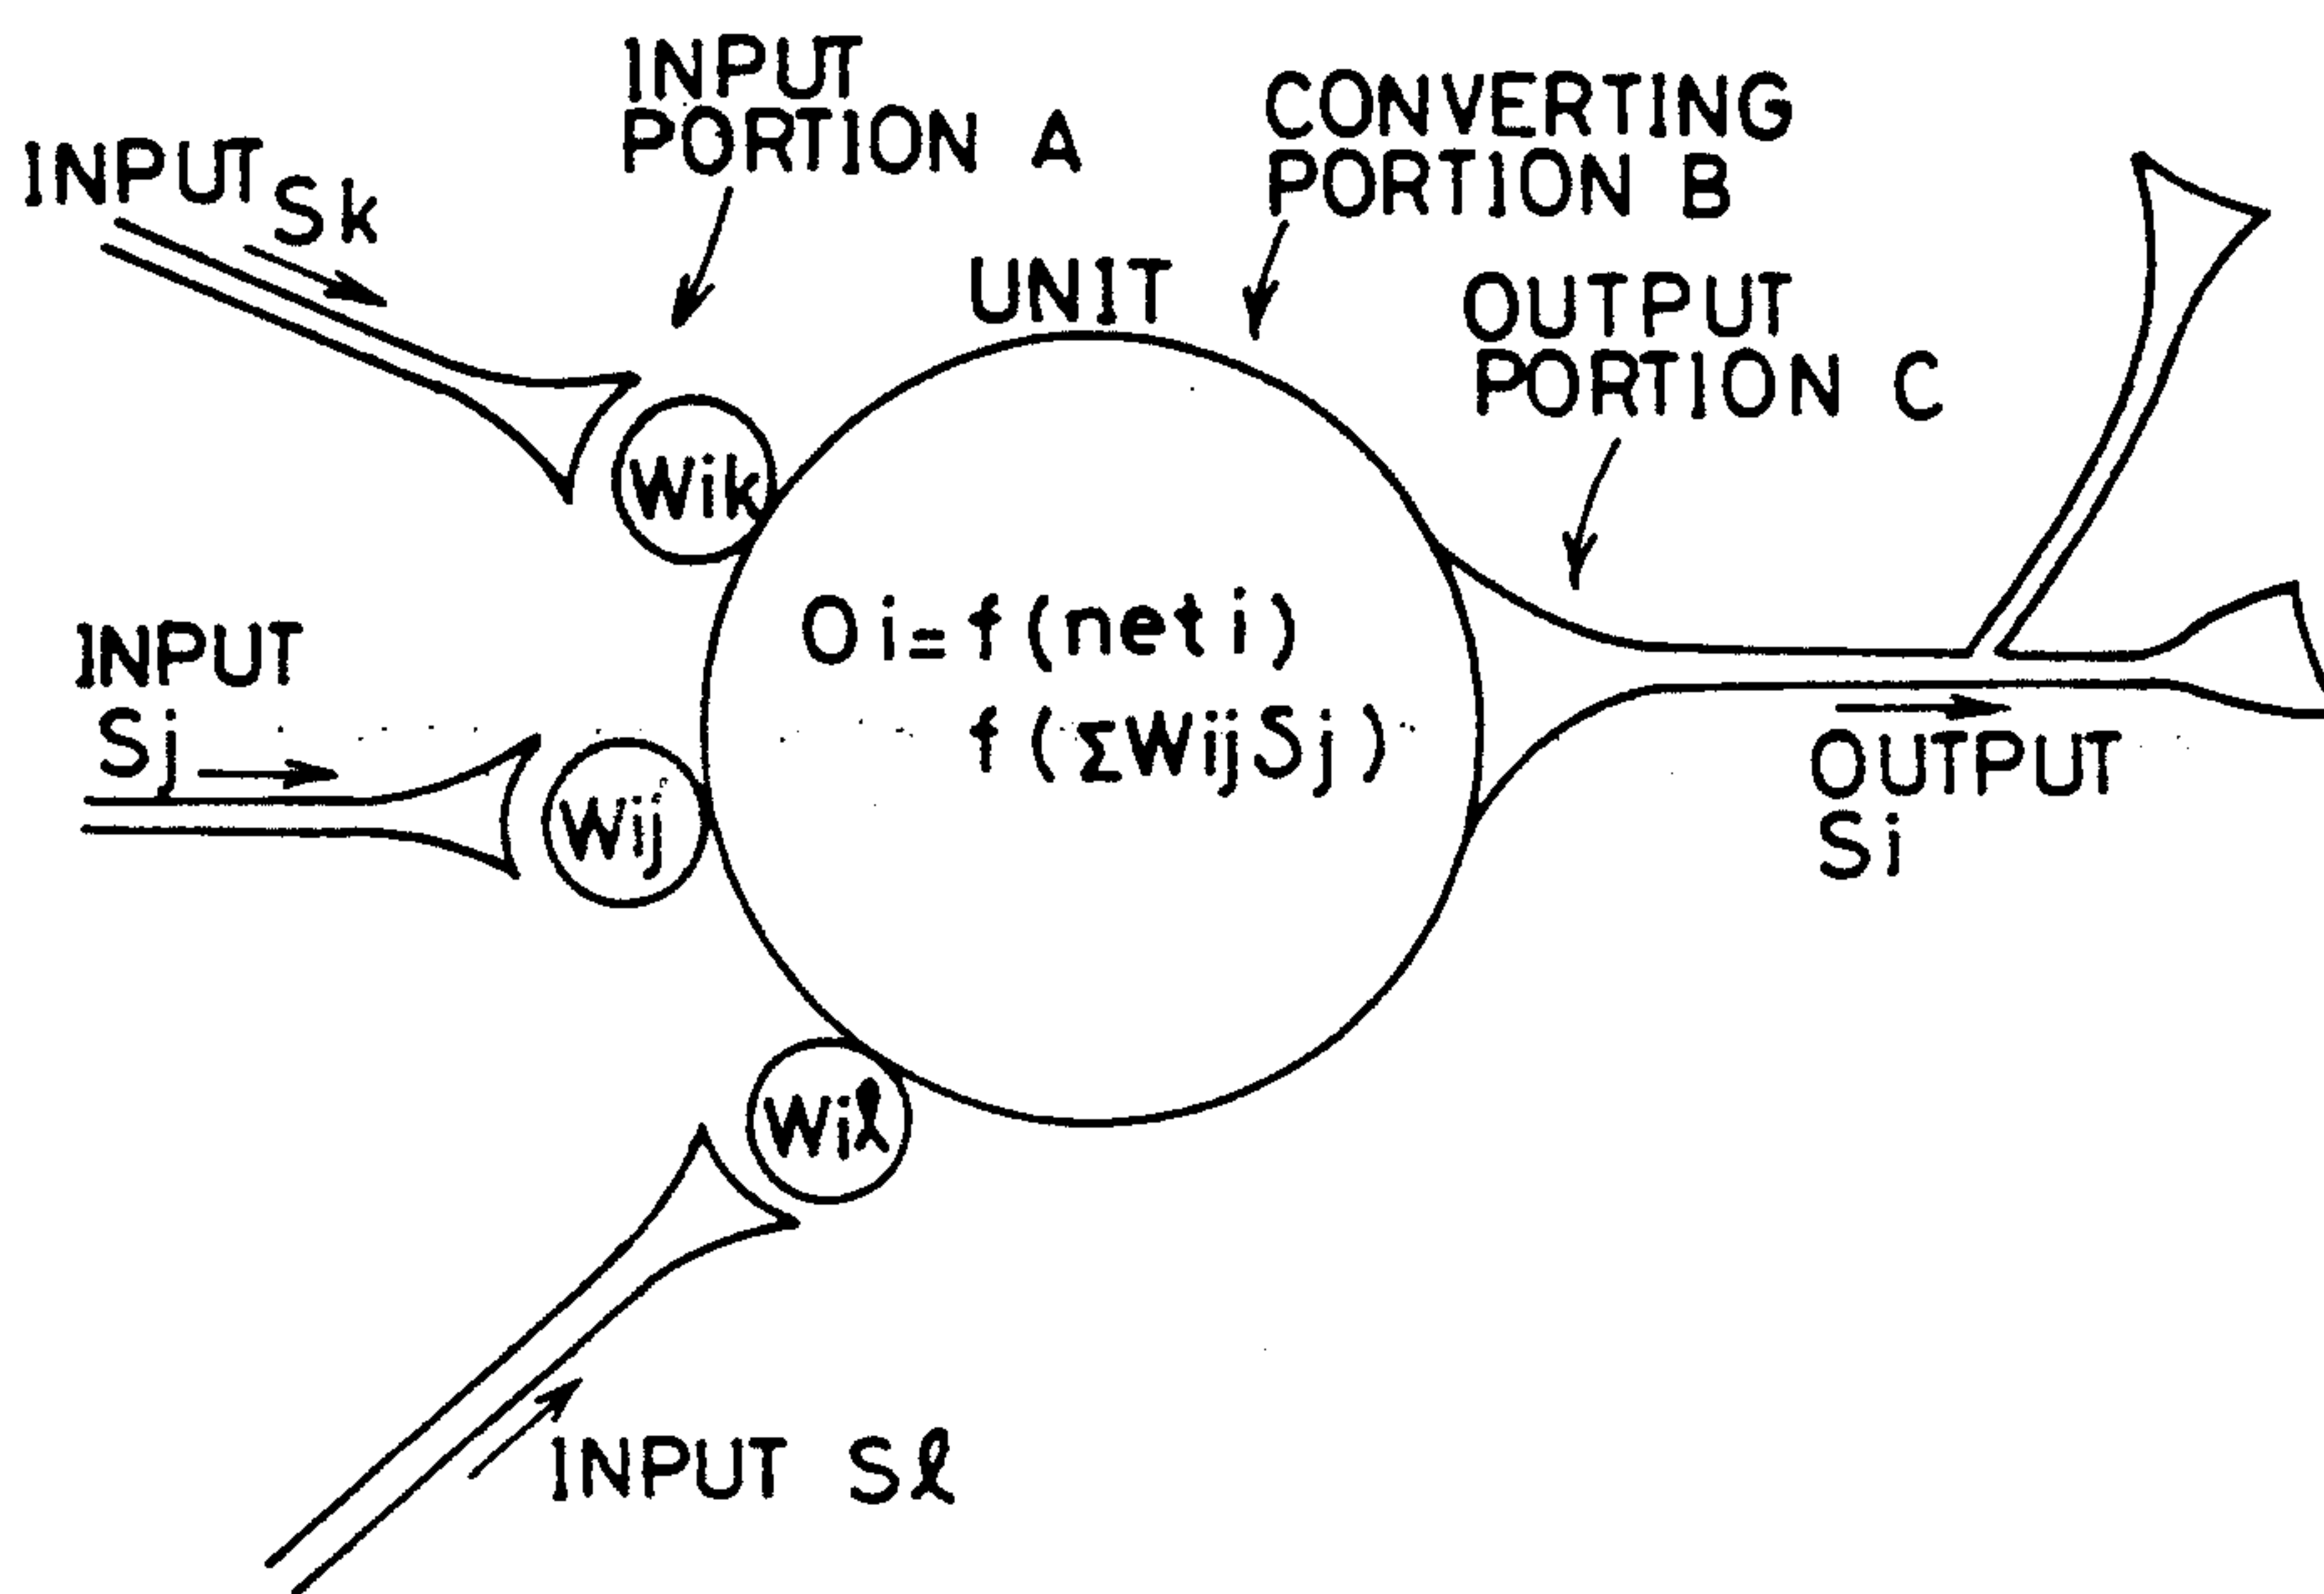 INPUT
PORTION A
CONVERTING
PORTION B
INPUT
Sk
UNIT
OUTPUT
PORTION C
Wik
Oi=f(neti)
f(ΣWijSj)
INPUT
Sj
Wij
OUTPUT
Si
Wiℓ
INPUT Sℓ